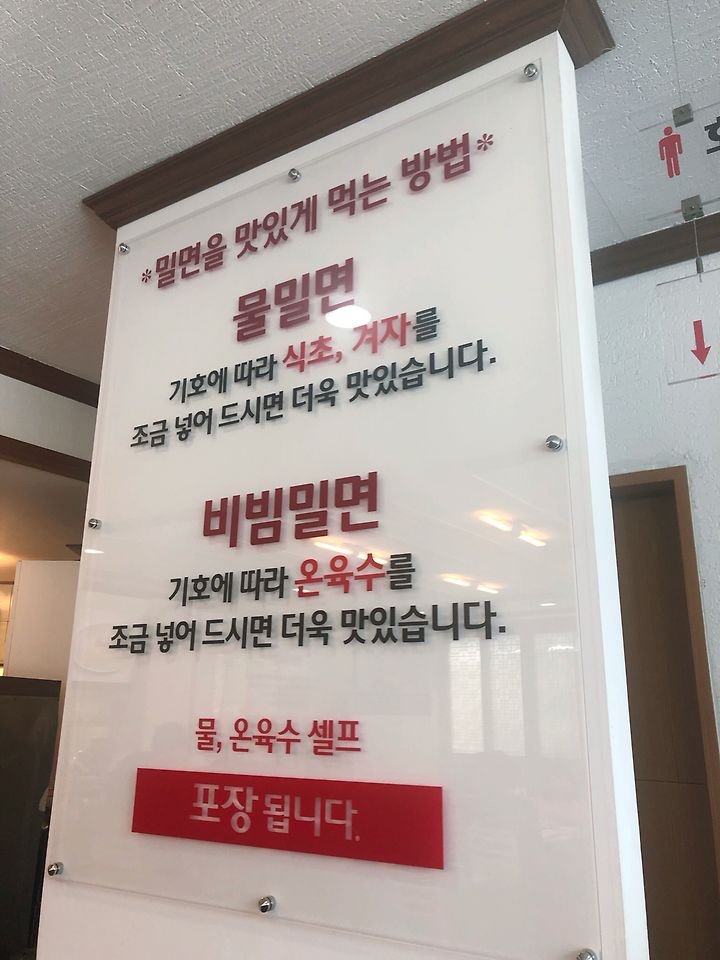 *밀면을 맛있게 먹는 방법*
물밀면
기호에 따라 식초, 겨자를
조금 넣어 드시면 더욱 맛있습니다.
비빔밀면
기호에 따라 온육수를
조금 넣어 드시면 더욱 맛있습니다.
물, 온육수 셀프
포장 됩니다.